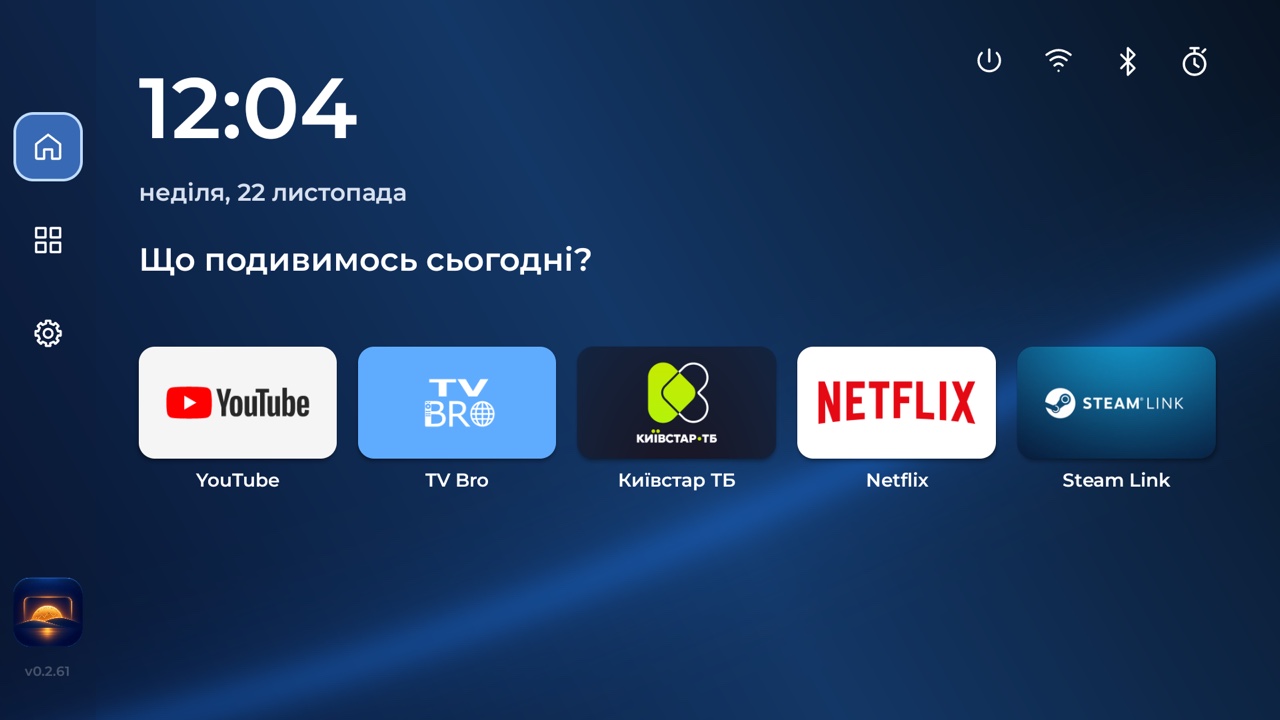 12:04
неділя, 22 листопада
Що подивимось сьогодні?
YouTube
TV
BRO
КИЇВСТАР•ТБ
NETFLIX
STEAM®LINK
YouTube
TV Bro
Київстар ТБ
Netflix
Steam Link
v0.2.61